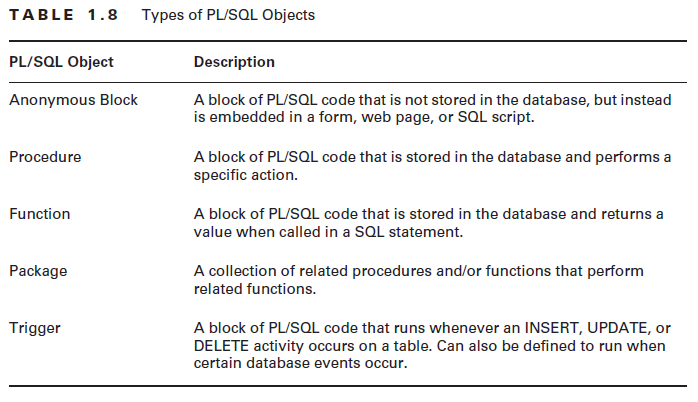 TABLE 1.8 Types of PL/SQL Objects
PL/SQL Object Description
Anonymous Block A block of PL/SQL code that is not stored in the database, but instead
is embedded in a form, web page, or SQL script.
Procedure A block of PL/SQL code that is stored in the database and performs a
specific action.
Function A block of PL/SQL code that is stored in the database and returns a
value when called in a SQL statement.
Package A collection of related procedures and/or functions that perform
related functions.
Trigger A block of PL/SQL code that runs whenever an INSERT, UPDATE, or
DELETE activity occurs on a table. Can also be defined to run when
certain database events occur.